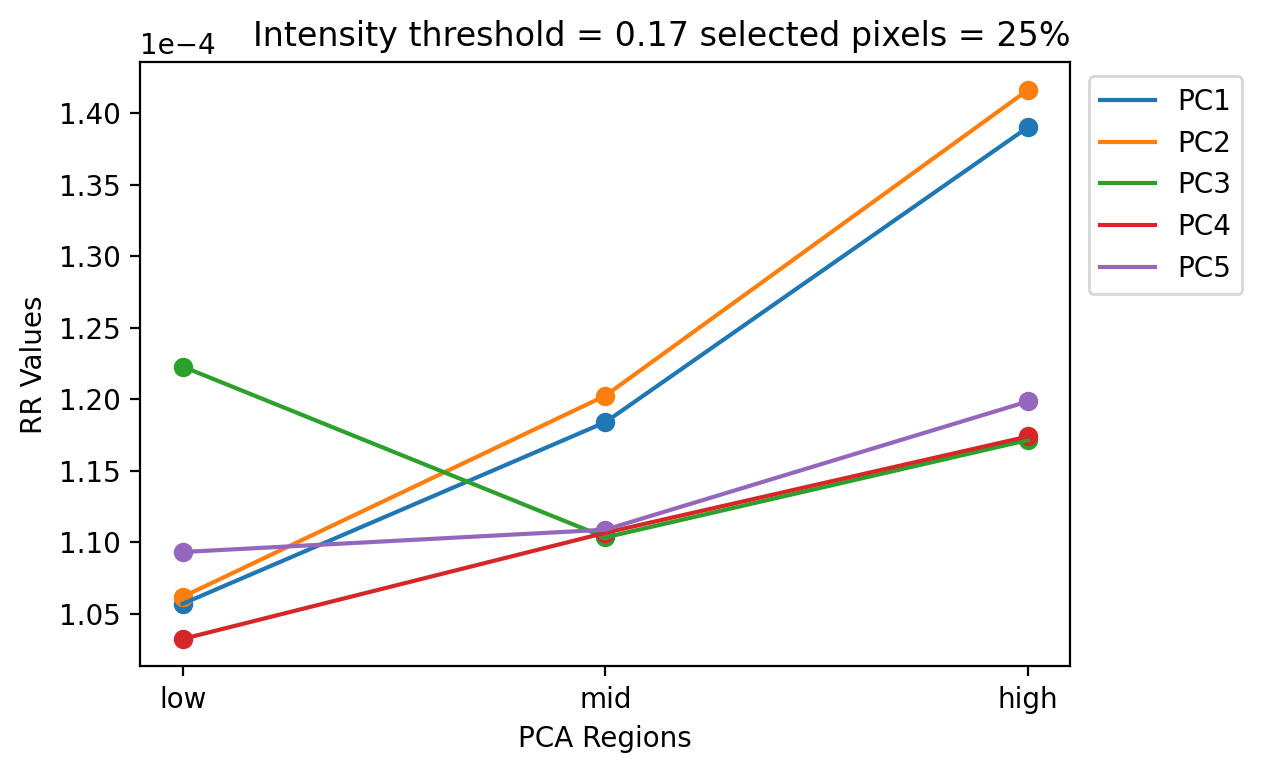 1e−4
Intensity threshold = 0.17 selected pixels = 25%
1.40
1.35
1.30
1.25
1.20
1.15
1.10
1.05
RR Values
low
mid
high
PCA Regions
PC1
PC2
PC3
PC4
PC5